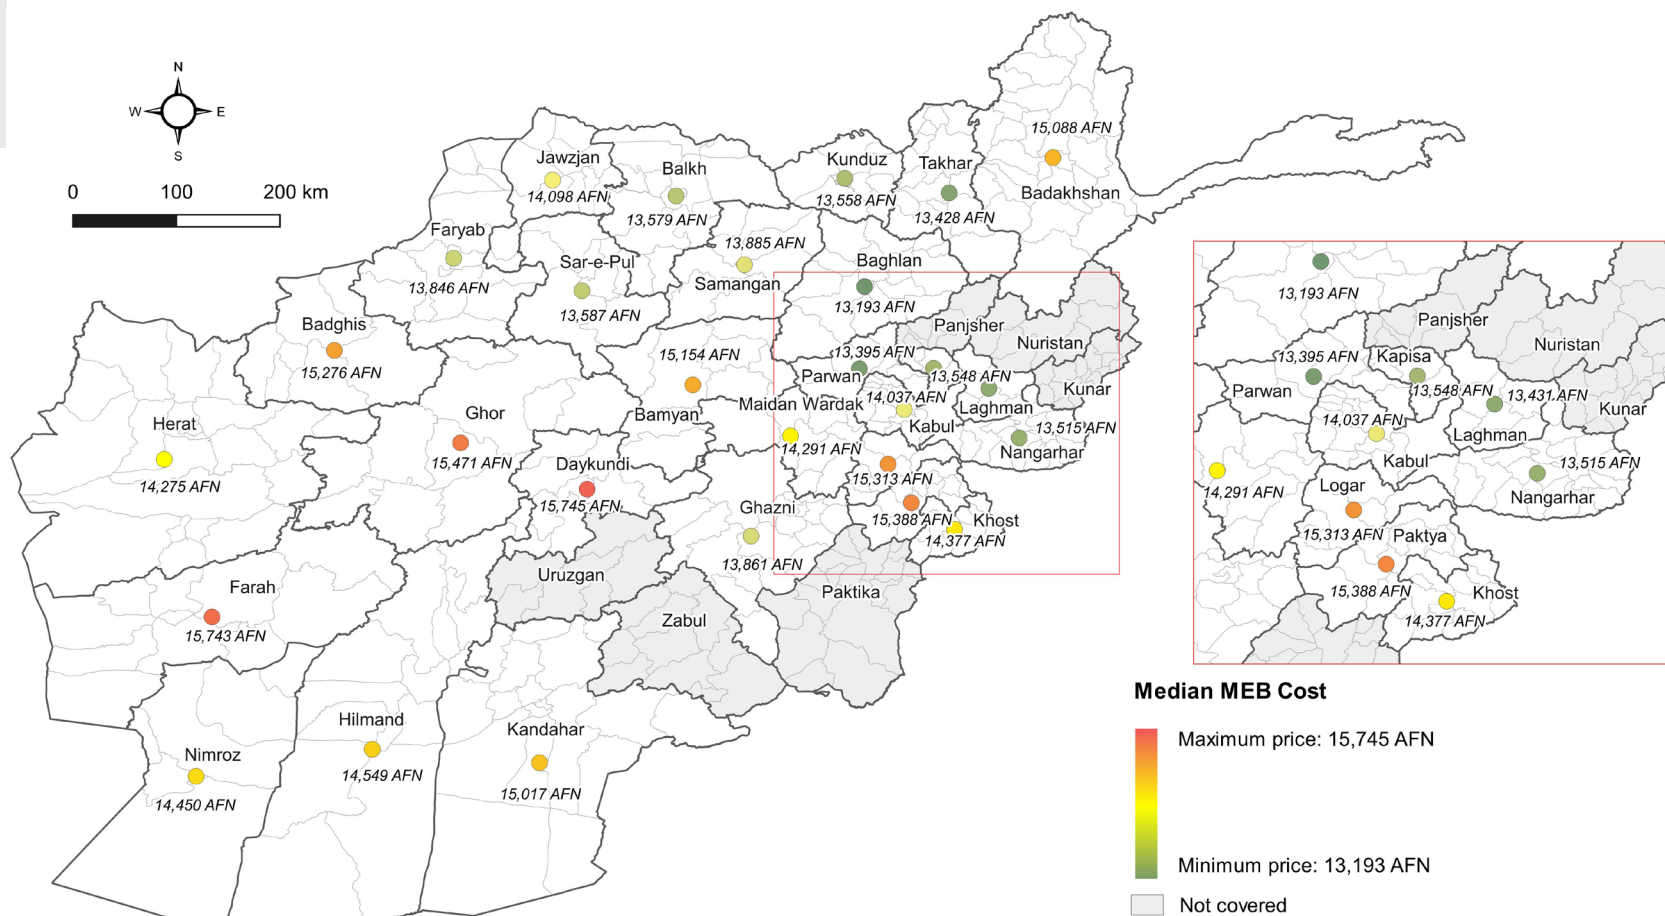 N
W E
S
0 100 200 km
Jawzjan
14,098 AFN
Balkh
13,579 AFN
Kunduz
13,558 AFN
Takhar
13,428 AFN
15,088 AFN
Badakhshan
Faryab
13,846 AFN
Sar-e-Pul
13,587 AFN
13,885 AFN
Samangan
Baghlan
13,193 AFN
Badghis
15,276 AFN
15,154 AFN
Bamyan
13,395 AFN
Parwan
Panjsher
Nuristan
13,548 AFN
Kunar
14,037 AFN
Laghman
Maidan Wardak
Kabul
13,515 AFN
Nangarhar
14,291 AFN
Herat
14,275 AFN
Ghor
15,471 AFN
Daykundi
15,745 AFN
15,313 AFN
15,388 AFN
Khost
14,377 AFN
Ghazni
13,861 AFN
Uruzgan
Zabul
Paktika
Farah
15,743 AFN
Nimroz
14,450 AFN
Hilmand
14,549 AFN
Kandahar
15,017 AFN
13,193 AFN
Panjsher
Nuristan
13,395 AFN
Kapisa
Parwan
13,548 AFN
13,431 AFN
Kunar
14,037 AFN
Laghman
Kabul
13,515 AFN
Nangarhar
14,291 AFN
Logar
15,313 AFN
Paktya
15,388 AFN
Khost
14,377 AFN
Median MEB Cost
Maximum price: 15,745 AFN
Minimum price: 13,193 AFN
Not covered